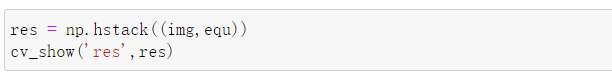 res = np.hstack((img,equ))
cv_show('res',res)